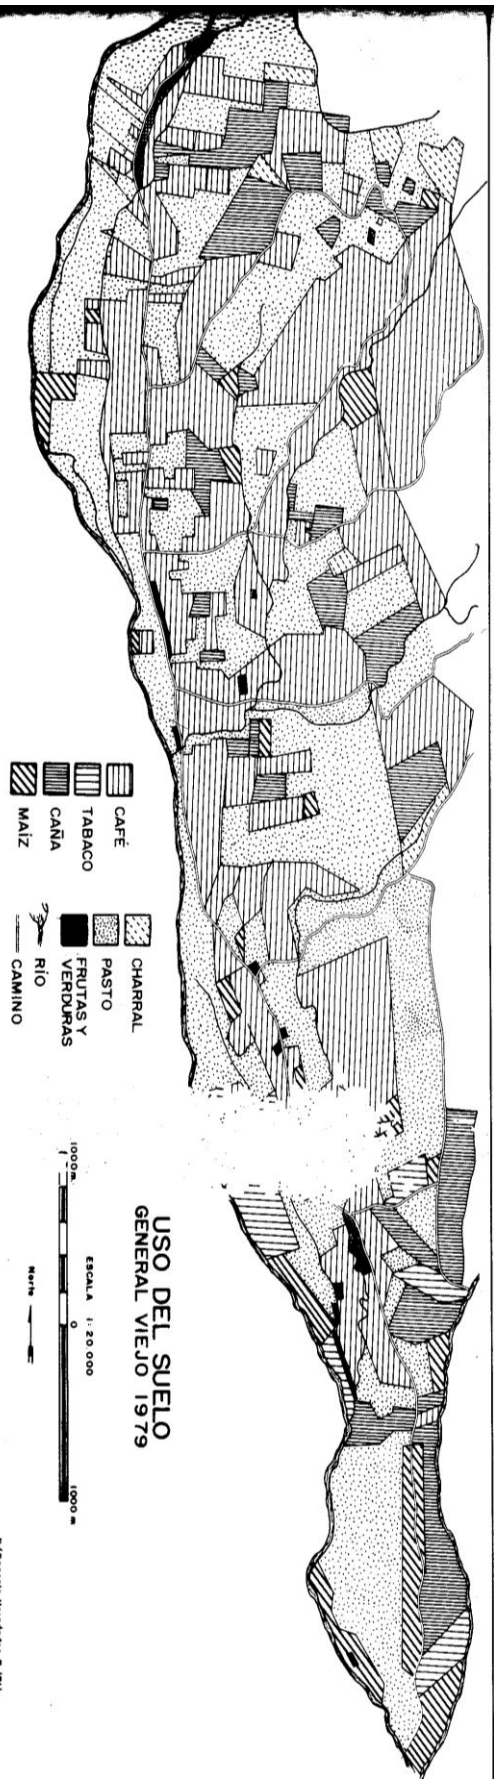 USO DEL SUELO
GENERAL VIEJO 1979
CAFÉ
TABACO
CAÑA
MAÍZ
CHARRAL
PASTO
FRUTAS Y
VERDURAS
RÍO
CAMINO
ESCALA 1:20 000
1000m.
0
1000 m
Norte